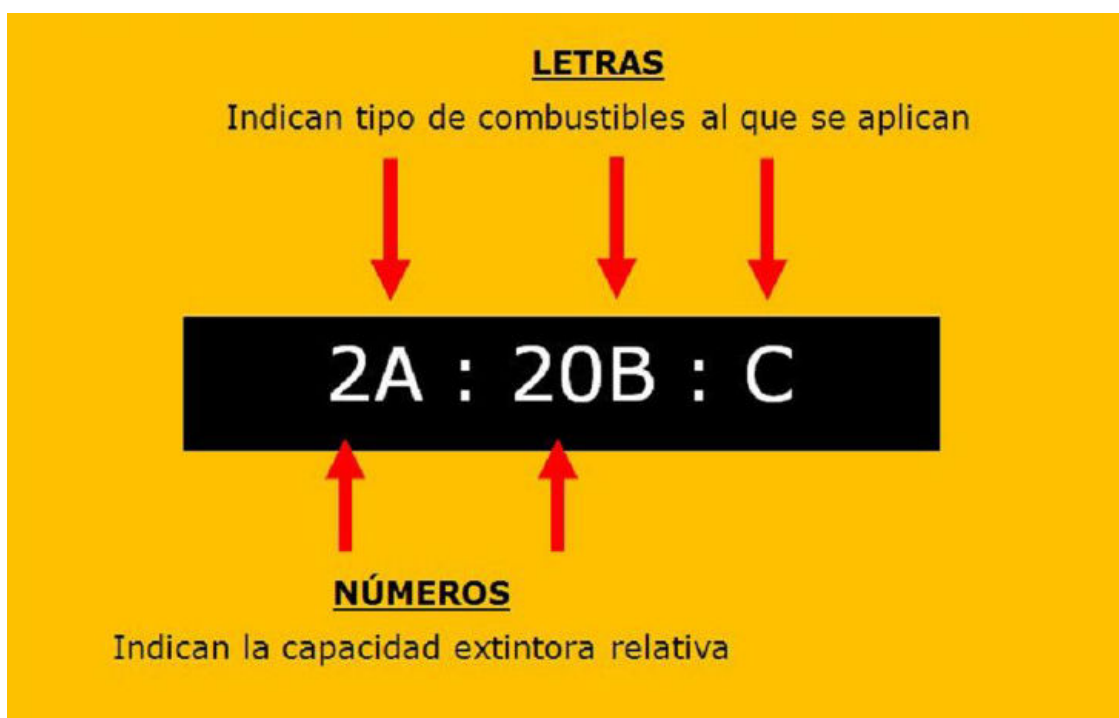 LETRAS
Indican tipo de combustibles al que se aplican
2A : 20B : C
NÚMEROS
Indican la capacidad extintora relativa